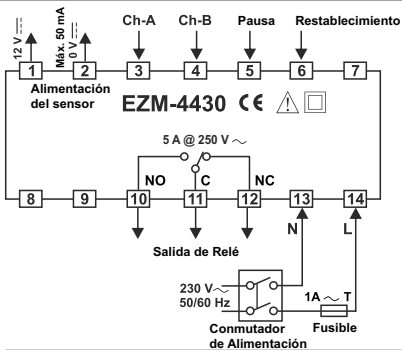 12 V ⎓
Máx. 50 mA
0 V ⎓
Ch-A
Ch-B
Pausa
Restablecimiento
1
2
3
4
5
6
7
Alimentación
del sensor
EZM-4430 CE
5 A @ 250 V ∼
NO
C
NC
8
9
10
11
12
13
14
Salida de Relé
N
L
230 V ∼
50/60 Hz
1A ∼ T
Fusible
Conmutador
de Alimentación